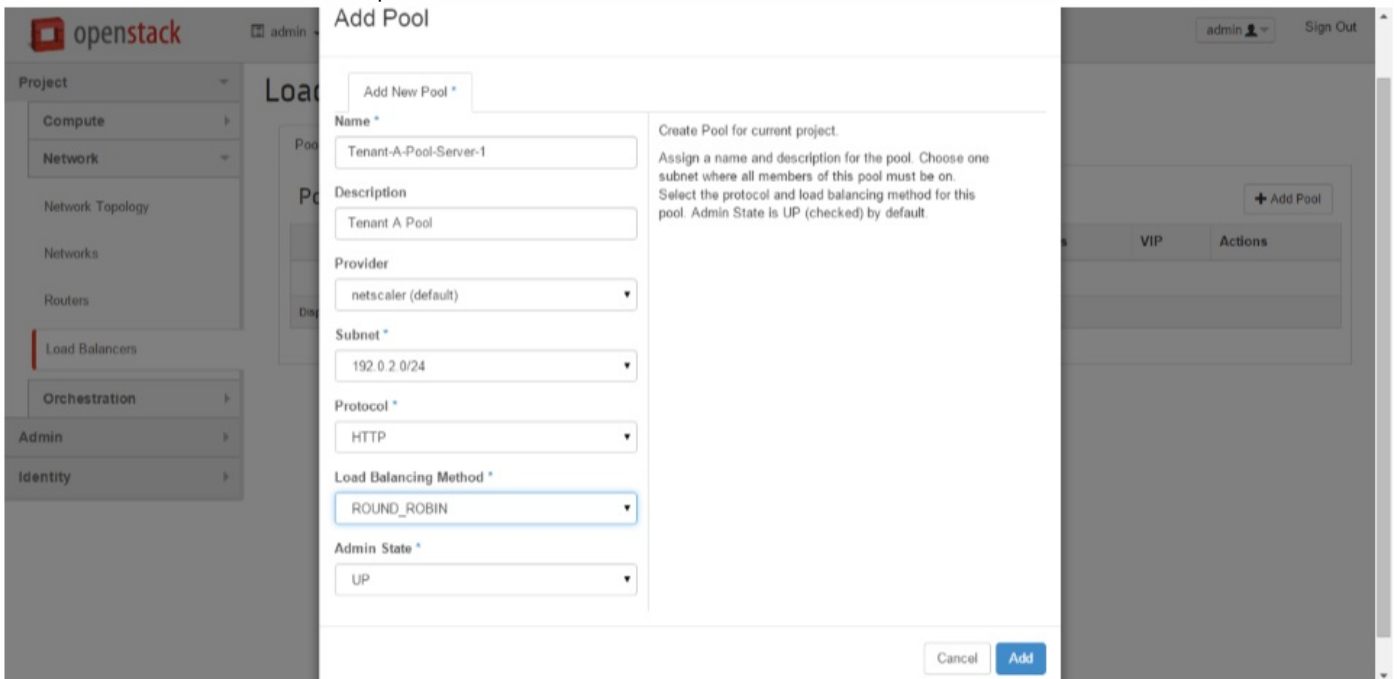 Add Pool
openstack
admin
admin
Sign Out
Project
Compute
Network
Network Topology
Networks
Routers
Load Balancers
Orchestration
Admin
Identity
+ Add Pool
VIP
Actions
Add New Pool *
Name *
Tenant-A-Pool-Server-1
Description
Tenant A Pool
Provider
netscaler (default)
Subnet *
192.0.2.0/24
Protocol *
HTTP
Load Balancing Method *
ROUND_ROBIN
Admin State *
UP
Create Pool for current project.
Assign a name and description for the pool. Choose one
subnet where all members of this pool must be on.
Select the protocol and load balancing method for this
pool. Admin State is UP (checked) by default.
Cancel
Add